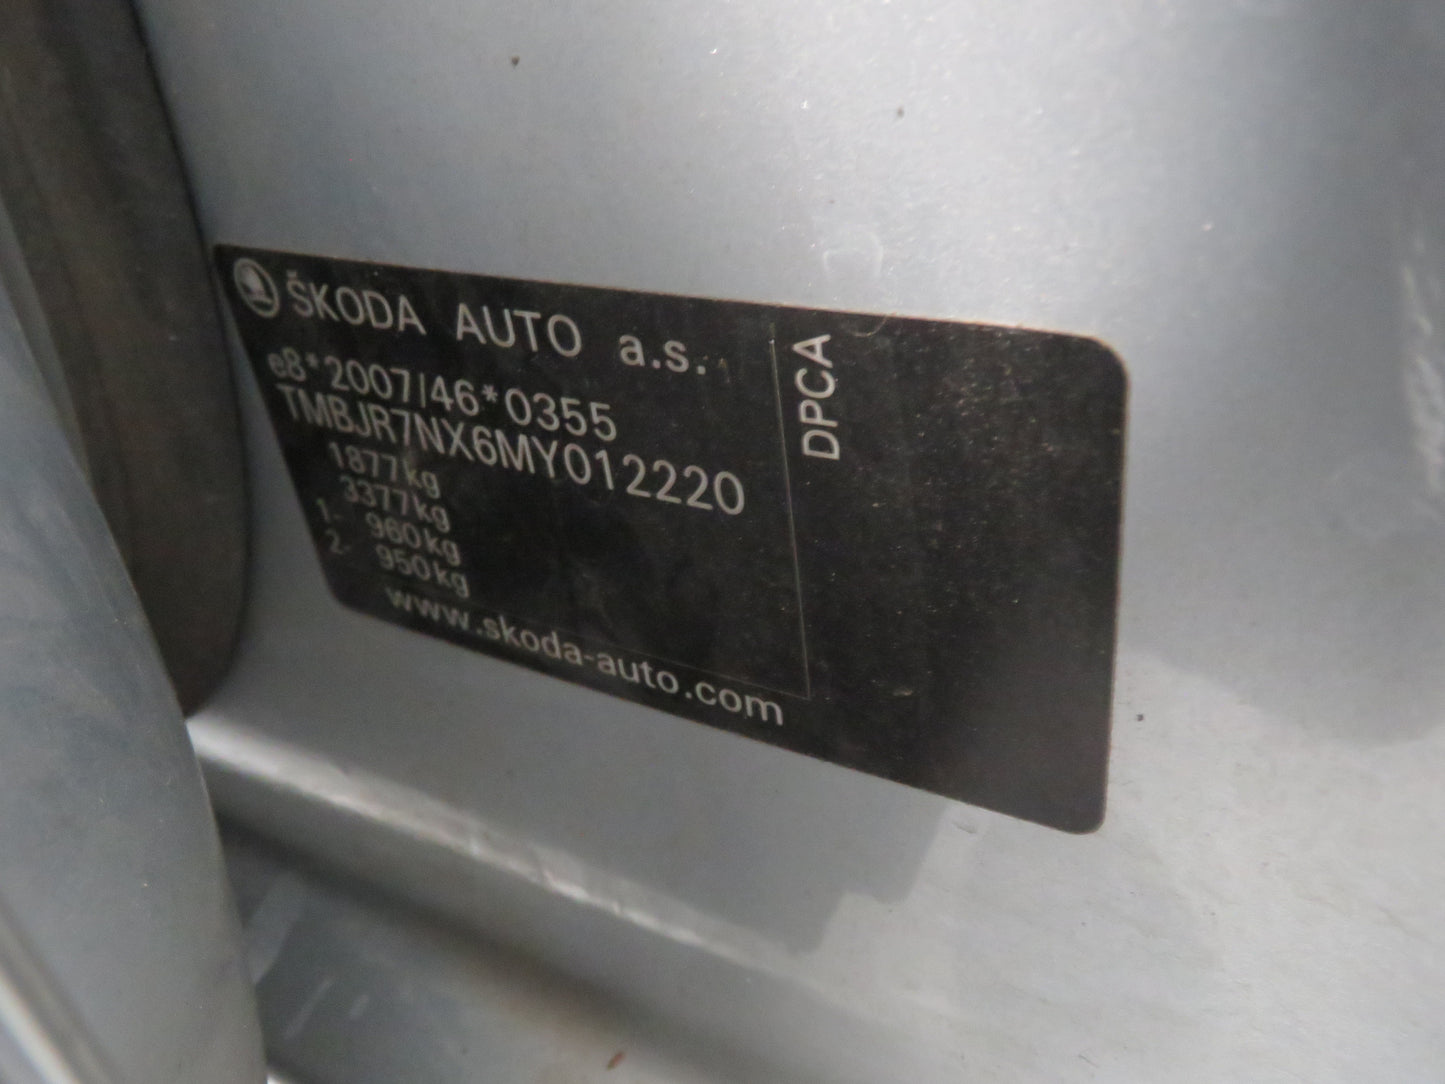 ŠKODA AUTO a.s.
e8*2007/46*0355
TMBJR7NX6MY012220
1877kg
3377kg
1- 960kg
2- 950kg
www.skoda-auto.com
DPCA